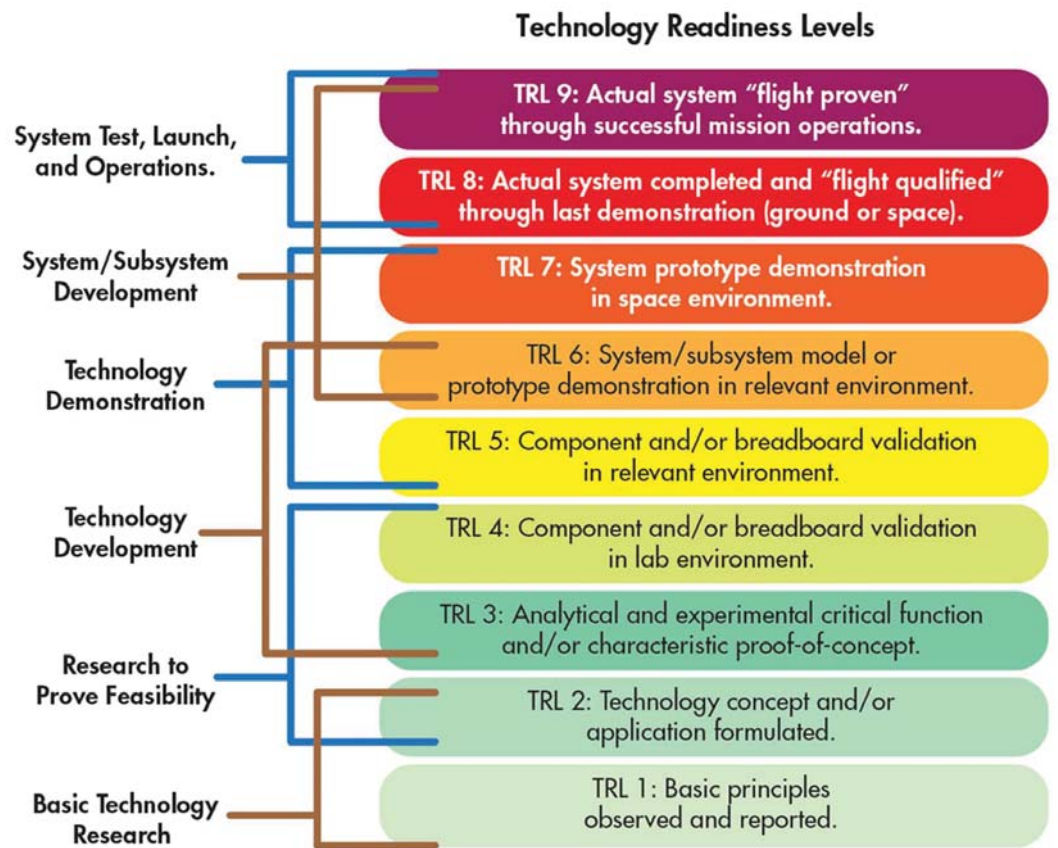 Technology Readiness Levels
System Test, Launch,
and Operations.
System/Subsystem
Development
Technology
Demonstration
Technology
Development
Research to
Prove Feasibility
Basic Technology
Research
TRL 9: Actual system “flight proven”
through successful mission operations.
TRL 8: Actual system completed and “flight qualified”
through last demonstration (ground or space).
TRL 7: System prototype demonstration
in space environment.
TRL 6: System/subsystem model or
prototype demonstration in relevant environment.
TRL 5: Component and/or breadboard validation
in relevant environment.
TRL 4: Component and/or breadboard validation
in lab environment.
TRL 3: Analytical and experimental critical function
and/or characteristic proof-of-concept.
TRL 2: Technology concept and/or
application formulated.
TRL 1: Basic principles
observed and reported.